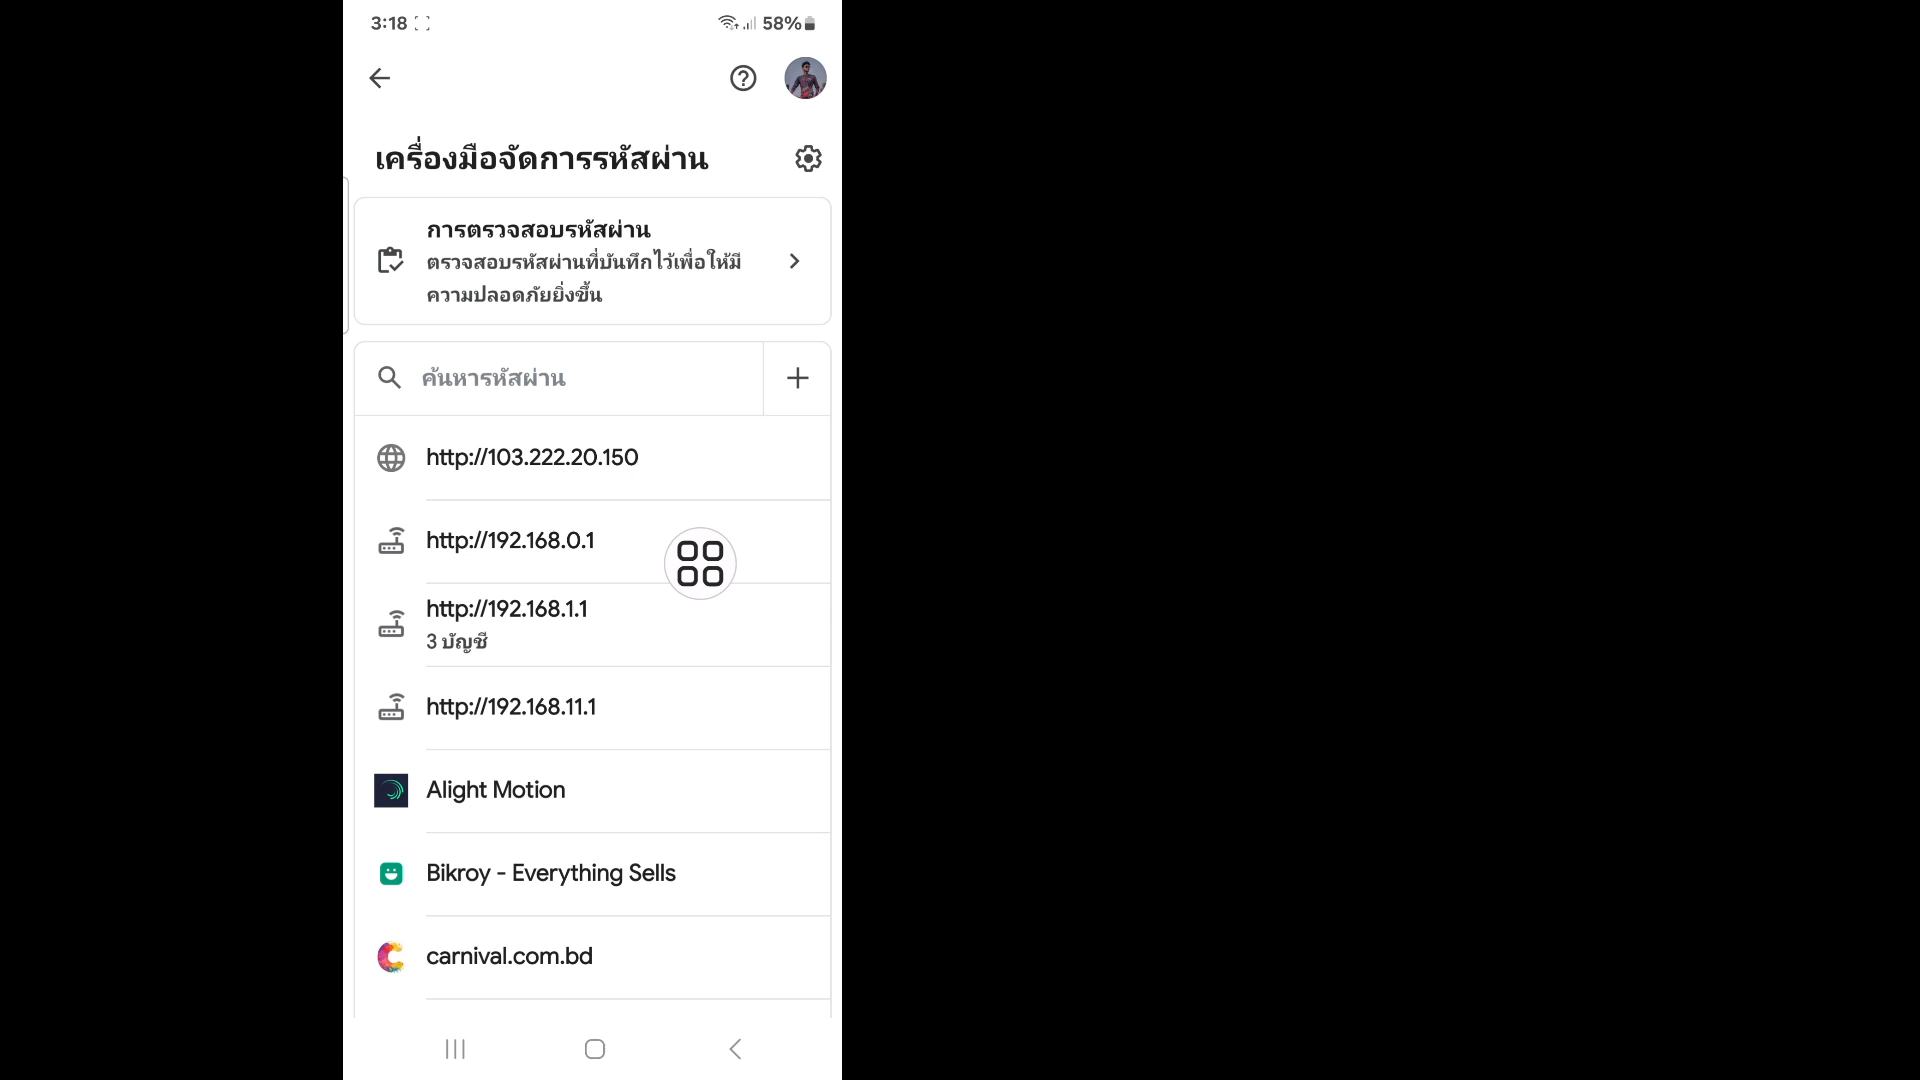 3:18
58%
เครื่องมือจัดการรหัสผ่าน
การตรวจสอบรหัสผ่าน
ตรวจสอบรหัสผ่านที่บันทึกไว้เพื่อให้มี
ความปลอดภัยยิ่งขึ้น
ค้นหารหัสผ่าน
http://103.222.20.150
http://192.168.0.1
http://192.168.1.1
3 บัญชี
http://192.168.11.1
Alight Motion
Bikroy - Everything Sells
carnival.com.bd